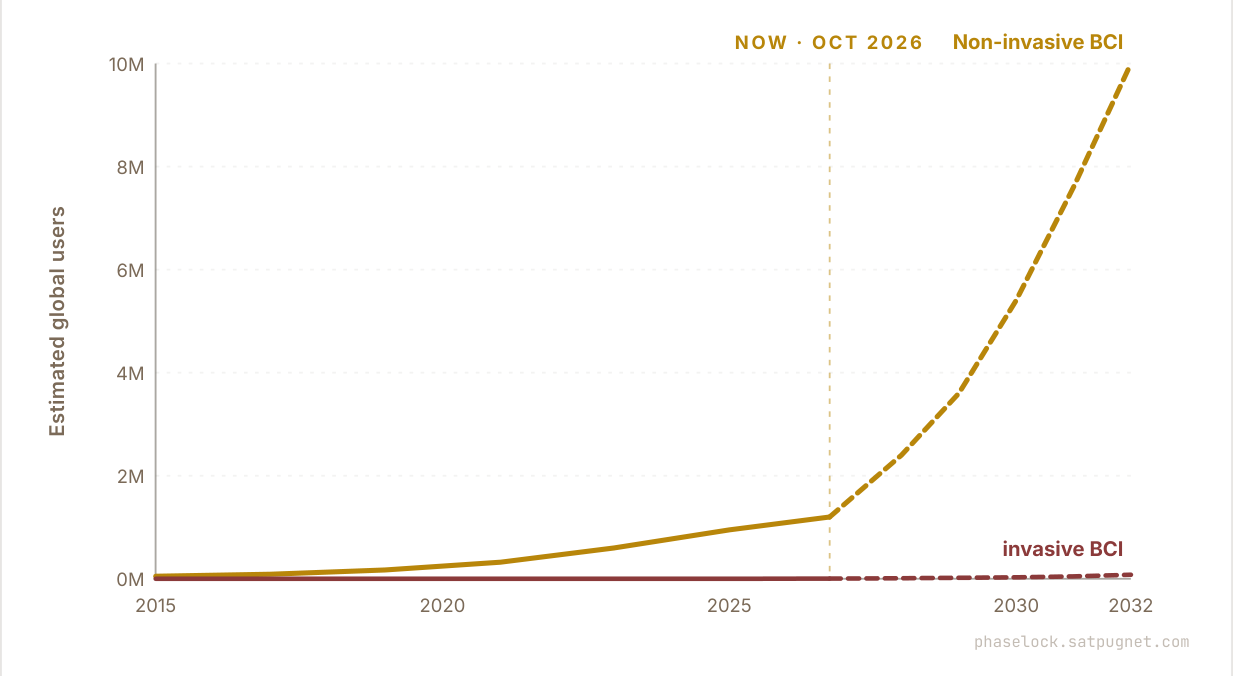 NOW · OCT 2026
Non-invasive BCI
10M
8M
6M
4M
2M
0M
Estimated global users
invasive BCI
2015
2020
2025
2030
2032
phaselock.satpugnet.com